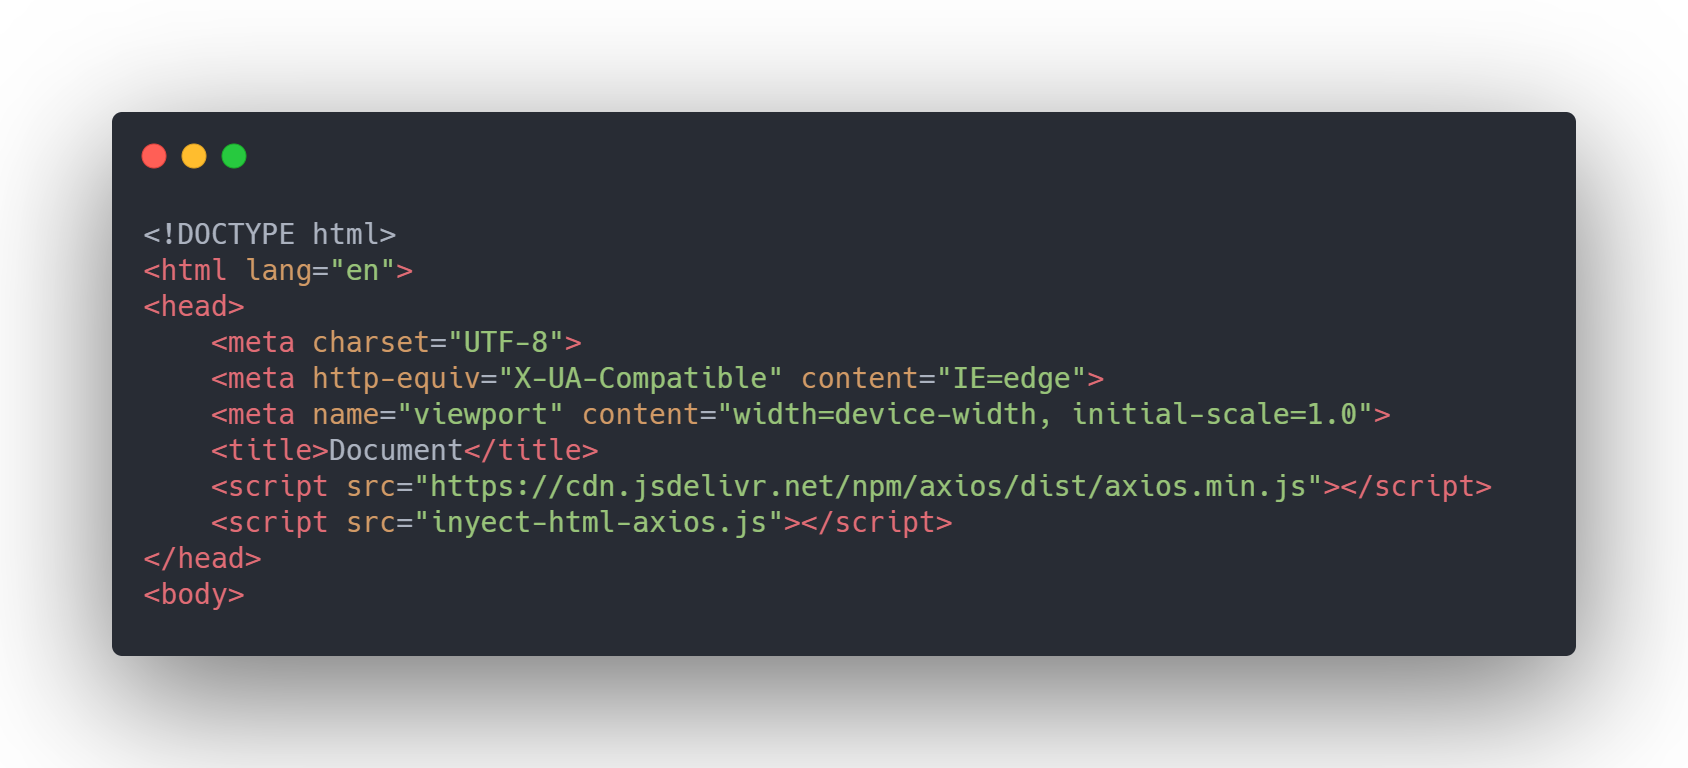 <!DOCTYPE html>
<html lang="en">
<head>
    <meta charset="UTF-8">
    <meta http-equiv="X-UA-Compatible" content="IE=edge">
    <meta name="viewport" content="width=device-width, initial-scale=1.0">
    <title>Document</title>
    <script src="https://cdn.jsdelivr.net/npm/axios/dist/axios.min.js"></script>
    <script src="inyect-html-axios.js"></script>
</head>
<body>